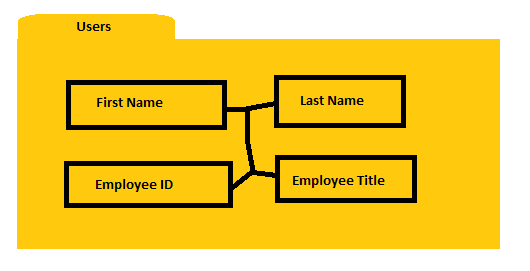 Users
First Name
Last Name
Employee ID
Employee Title